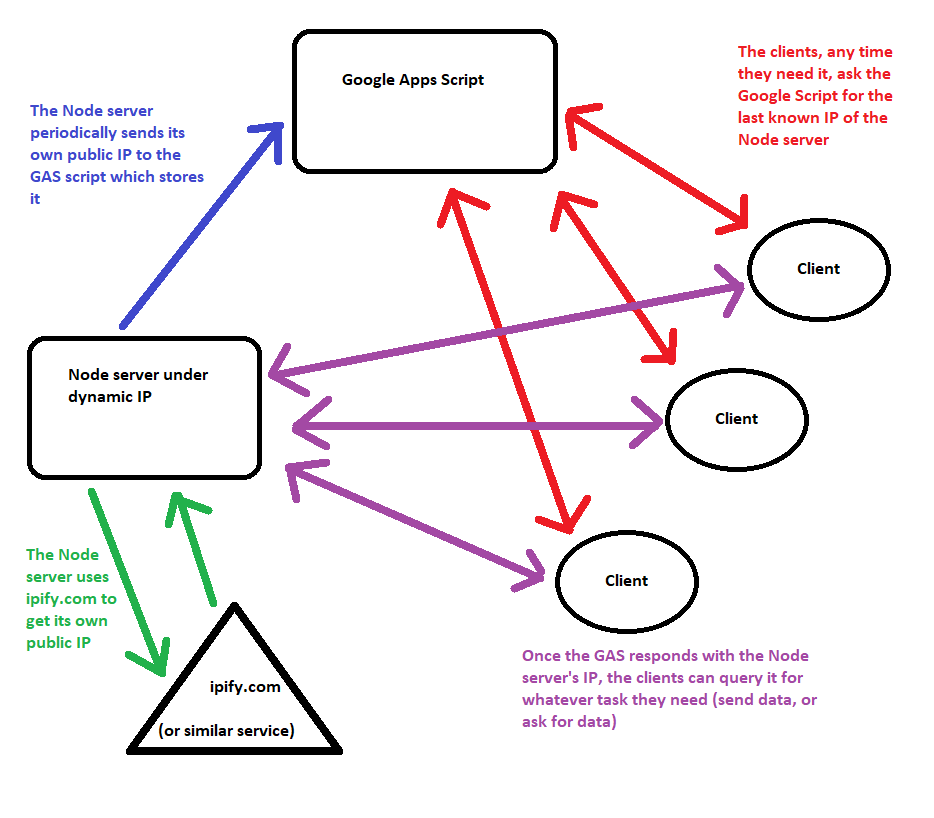 Google Apps Script
The clients, any time
they need it, ask the
Google Script for the
last known IP of the
Node server
The Node server
periodically sends its
own public IP to the
GAS script which stores
it
Client
Node server under
dynamic IP
Client
The Node
server uses
ipify.com to
get its own
public IP
Client
ipify.com
(or similar service)
Once the GAS responds with the Node
server's IP, the clients can query it for
whatever task they need (send data, or
ask for data)